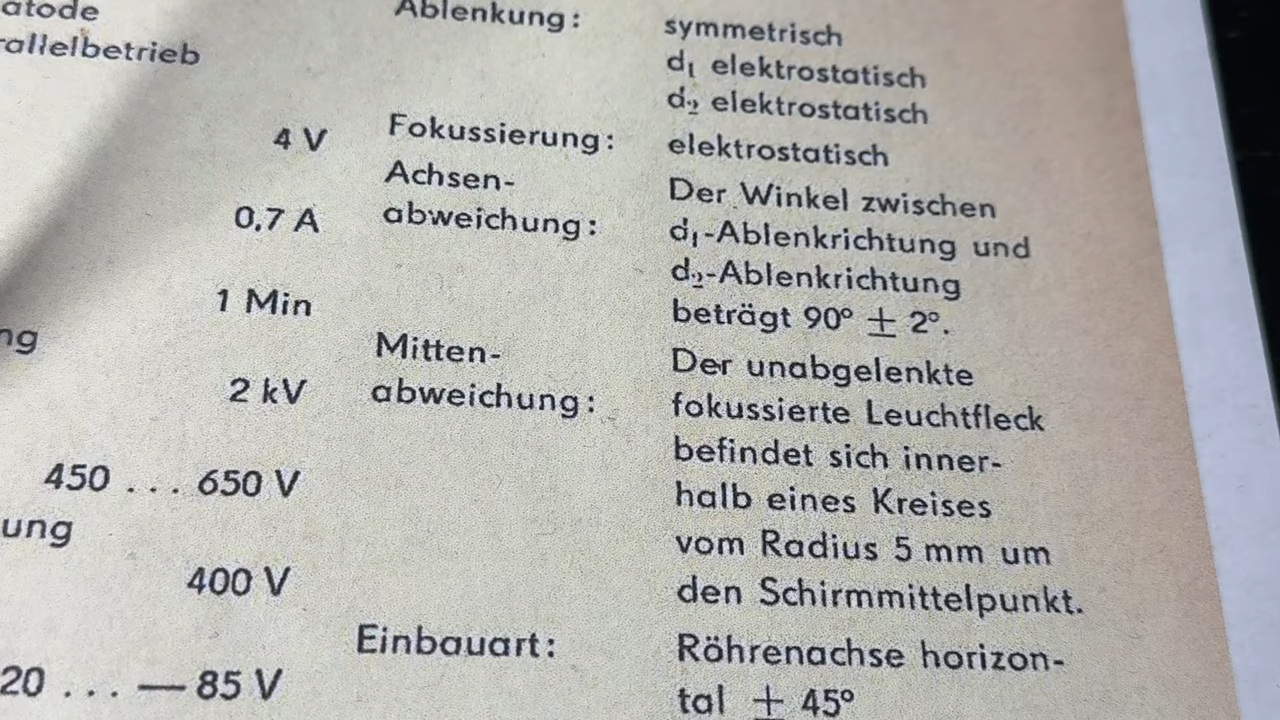 atode
rallelbetrieb
4 V
0,7 A
1 Min
ng
2 kV
450 ... 650 V
ung
400 V
20 ... — 85 V
Ablenkung: symmetrisch
d₁ elektrostatisch
d₂ elektrostatisch
Fokussierung: elektrostatisch
Achsen-
abweichung: Der Winkel zwischen
d₁-Ablenkrichtung und
d₂-Ablenkrichtung
beträgt 90° ± 2°.
Mitten-
abweichung: Der unabgelenkte
fokussierte Leuchtfleck
befindet sich inner-
halb eines Kreises
vom Radius 5 mm um
den Schirmmittelpunkt.
Einbauart: Röhrenachse horizon-
tal ± 45°